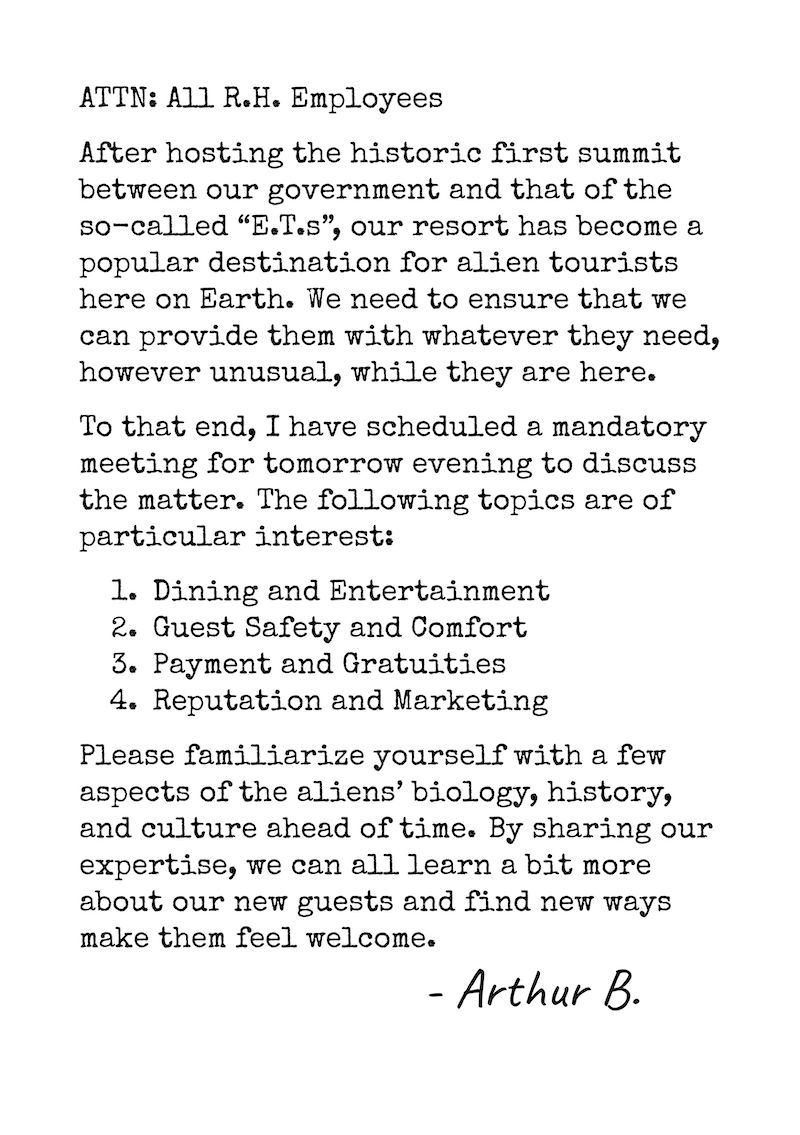 ATTN: All R.H. Employees
After hosting the historic first summit
between our government and that of the
so-called “E.T.s”, our resort has become a
popular destination for alien tourists
here on Earth. We need to ensure that we
can provide them with whatever they need,
however unusual, while they are here.
To that end, I have scheduled a mandatory
meeting for tomorrow evening to discuss
the matter. The following topics are of
particular interest:
1. Dining and Entertainment
2. Guest Safety and Comfort
3. Payment and Gratuities
4. Reputation and Marketing
Please familiarize yourself with a few
aspects of the aliens’ biology, history,
and culture ahead of time. By sharing our
expertise, we can all learn a bit more
about our new guests and find new ways
make them feel welcome.
- Arthur B.